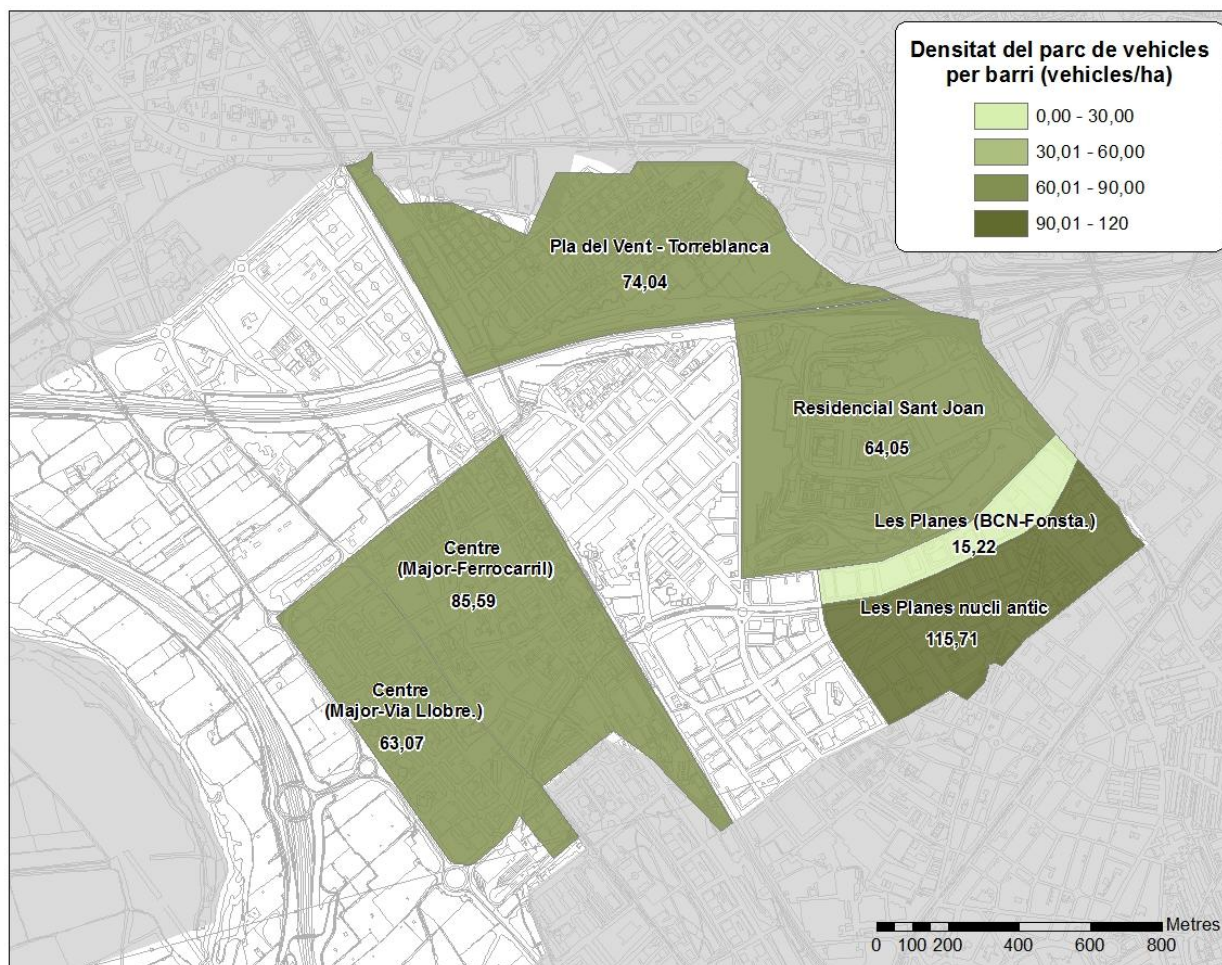 Densitat del parc de vehicles
per barri (vehicles/ha)
0,00 - 30,00
30,01 - 60,00
60,01 - 90,00
90,01 - 120
Pla del Vent - Torreblanca
74,04
Residencial Sant Joan
64,05
Les Planes (BCN-Fonsta.)
15,22
Les Planes nucli antic
115,71
Centre
(Major-Ferrocarril)
85,59
Centre
(Major-Via Llobre.)
63,07
Metres
0 100 200 400 600 800